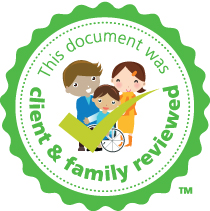 This document was
client & family reviewed
TM